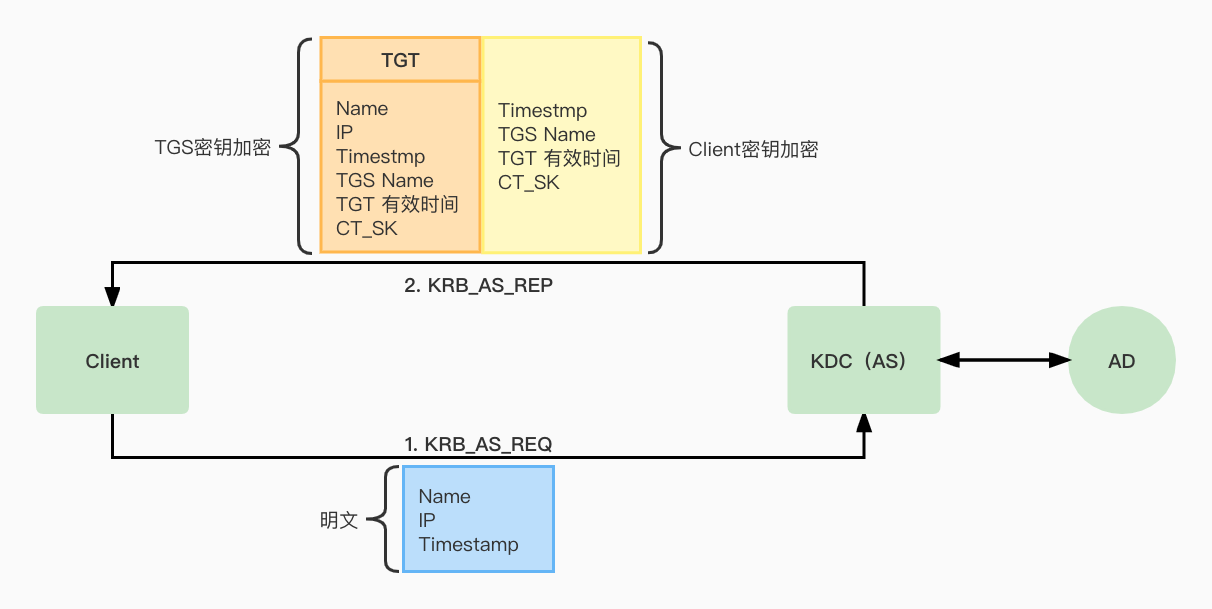 TGT
Name
IP
Timestmp
TGS Name
TGT 有效时间
CT_SK
Timestmp
TGS Name
TGT 有效时间
CT_SK
TGS密钥加密
Client密钥加密
2. KRB_AS_REP
Client
KDC（AS）
AD
1. KRB_AS_REQ
明文
Name
IP
Timestamp